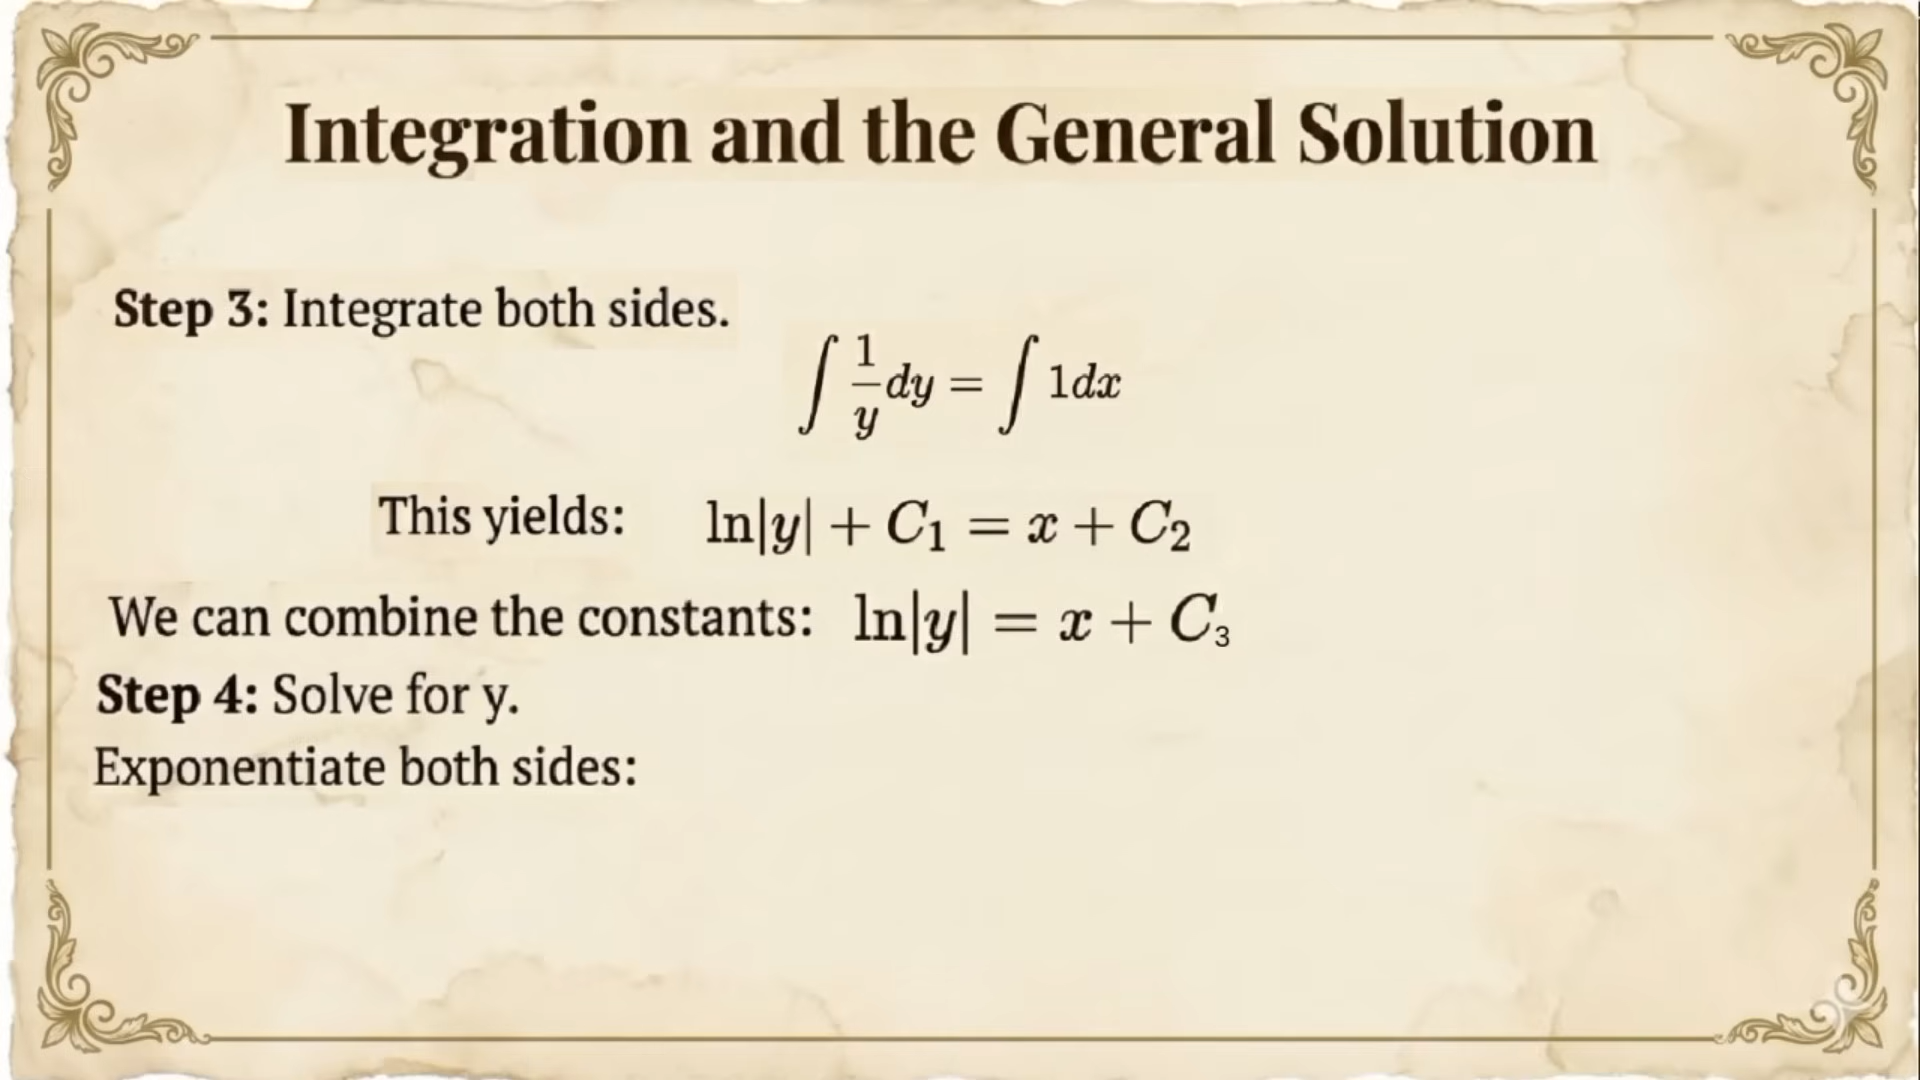 Integration and the General Solution
Step 3: Integrate both sides.
∫ 1/y dy = ∫ 1dx
This yields: ln|y| + C₁ = x + C₂
We can combine the constants: ln|y| = x + C₃
Step 4: Solve for y.
Exponentiate both sides: